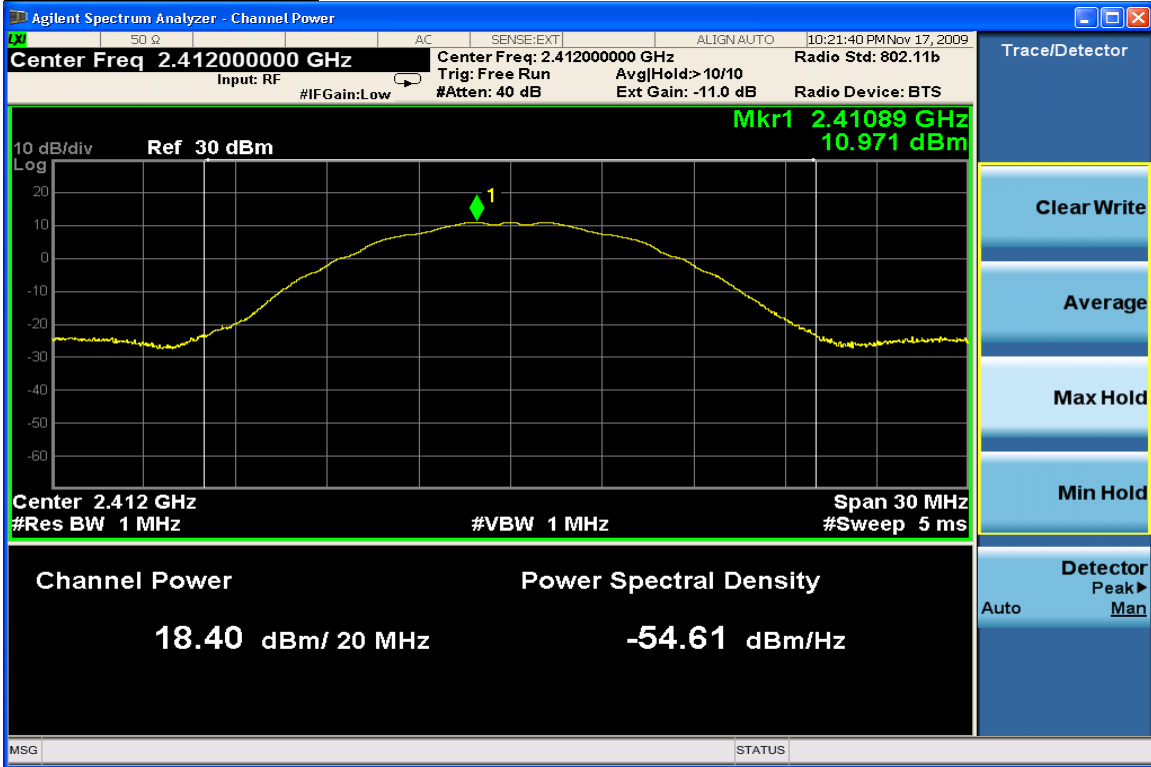 Agilent Spectrum Analyzer - Channel Power
LXI 50 Ω AC SENSE:EXT ALIGN AUTO 10:21:40 PM Nov 17, 2009
Center Freq 2.412000000 GHz
Input: RF
#IFGain:Low
Center Freq: 2.412000000 GHz
Trig: Free Run Avg|Hold:>10/10
#Atten: 40 dB Ext Gain: -11.0 dB
Radio Std: 802.11b
Radio Device: BTS
Mkr1 2.41089 GHz
10.971 dBm
10 dB/div Ref 30 dBm
Log
20
10
0
-10
-20
-30
-40
-50
-60
1
Center 2.412 GHz Span 30 MHz
#Res BW 1 MHz #VBW 1 MHz #Sweep 5 ms
Channel Power Power Spectral Density
18.40 dBm/ 20 MHz -54.61 dBm/Hz
MSG STATUS
Trace/Detector
Clear Write
Average
Max Hold
Min Hold
Detector
Peak▶
Auto Man